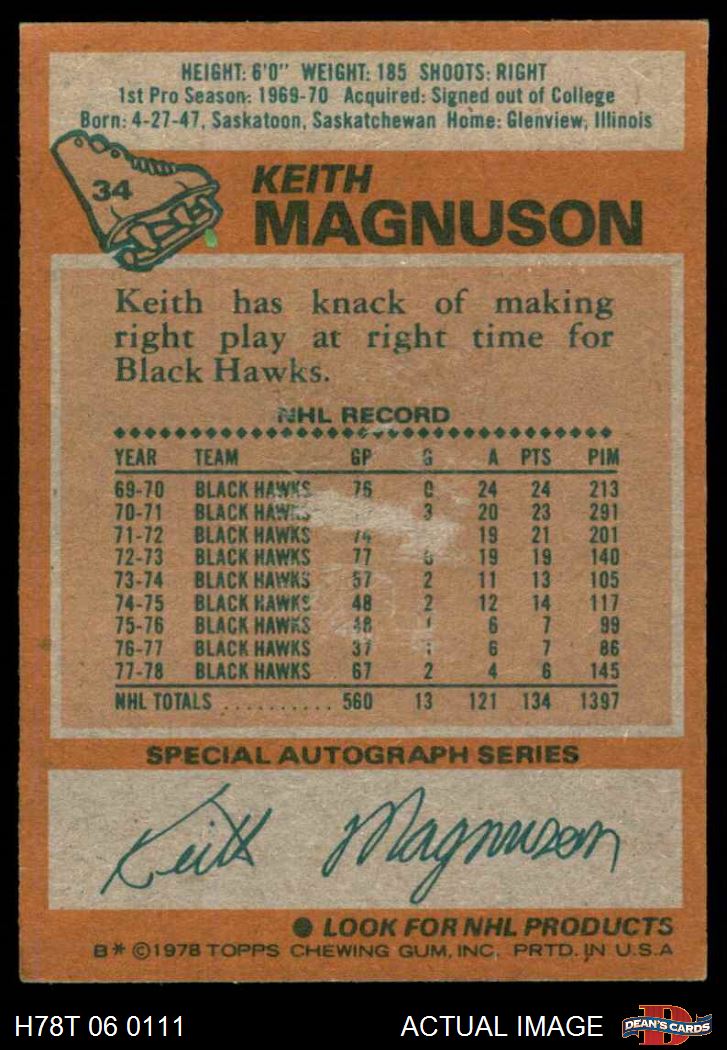 HEIGHT: 6'0" WEIGHT: 185 SHOOTS: RIGHT
1st Pro Season: 1969-70 Acquired: Signed out of College
Born: 4-27-47, Saskatoon, Saskatchewan Home: Glenview, Illinois
34
KEITH
MAGNUSON
Keith has knack of making
right play at right time for
Black Hawks.
NHL RECORD
YEAR TEAM GP G A PTS PIM
69-70 BLACK HAWKS 76 0 24 24 213
70-71 BLACK HAWKS 3 20 23 291
71-72 BLACK HAWKS 74 19 21 201
72-73 BLACK HAWKS 77 0 19 19 140
73-74 BLACK HAWKS 57 2 11 13 105
74-75 BLACK HAWKS 48 2 12 14 117
75-76 BLACK HAWKS 48 1 6 7 99
76-77 BLACK HAWKS 37 1 6 7 86
77-78 BLACK HAWKS 67 2 4 6 145
NHL TOTALS .......... 560 13 121 134 1397
SPECIAL AUTOGRAPH SERIES
Keith Magnuson
LOOK FOR NHL PRODUCTS
B* ©1978 TOPPS CHEWING GUM, INC. PRTD. IN U.S.A
H78T 06 0111 ACTUAL IMAGE
D
DEAN'S CARDS